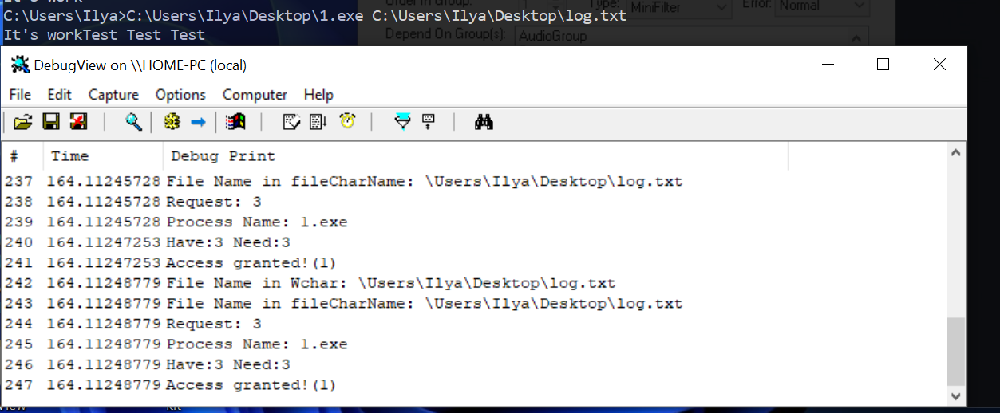 It's work
C:\Users\Ilya>C:\Users\Ilya\Desktop\1.exe C:\Users\Ilya\Desktop\log.txt
It's workTest Test Test
Order in Group:
Type: MiniFilter
Error: Normal
Depend On Group(s): AudioGroup
DebugView on \\HOME-PC (local)
File Edit Capture Options Computer Help
# Time Debug Print
237 164.11245728 File Name in fileCharName: \Users\Ilya\Desktop\log.txt
238 164.11245728 Request: 3
239 164.11245728 Process Name: 1.exe
240 164.11247253 Have:3 Need:3
241 164.11247253 Access granted!(1)
242 164.11248779 File Name in Wchar: \Users\Ilya\Desktop\log.txt
243 164.11248779 File Name in fileCharName: \Users\Ilya\Desktop\log.txt
244 164.11248779 Request: 3
245 164.11248779 Process Name: 1.exe
246 164.11248779 Have:3 Need:3
247 164.11248779 Access granted!(1)